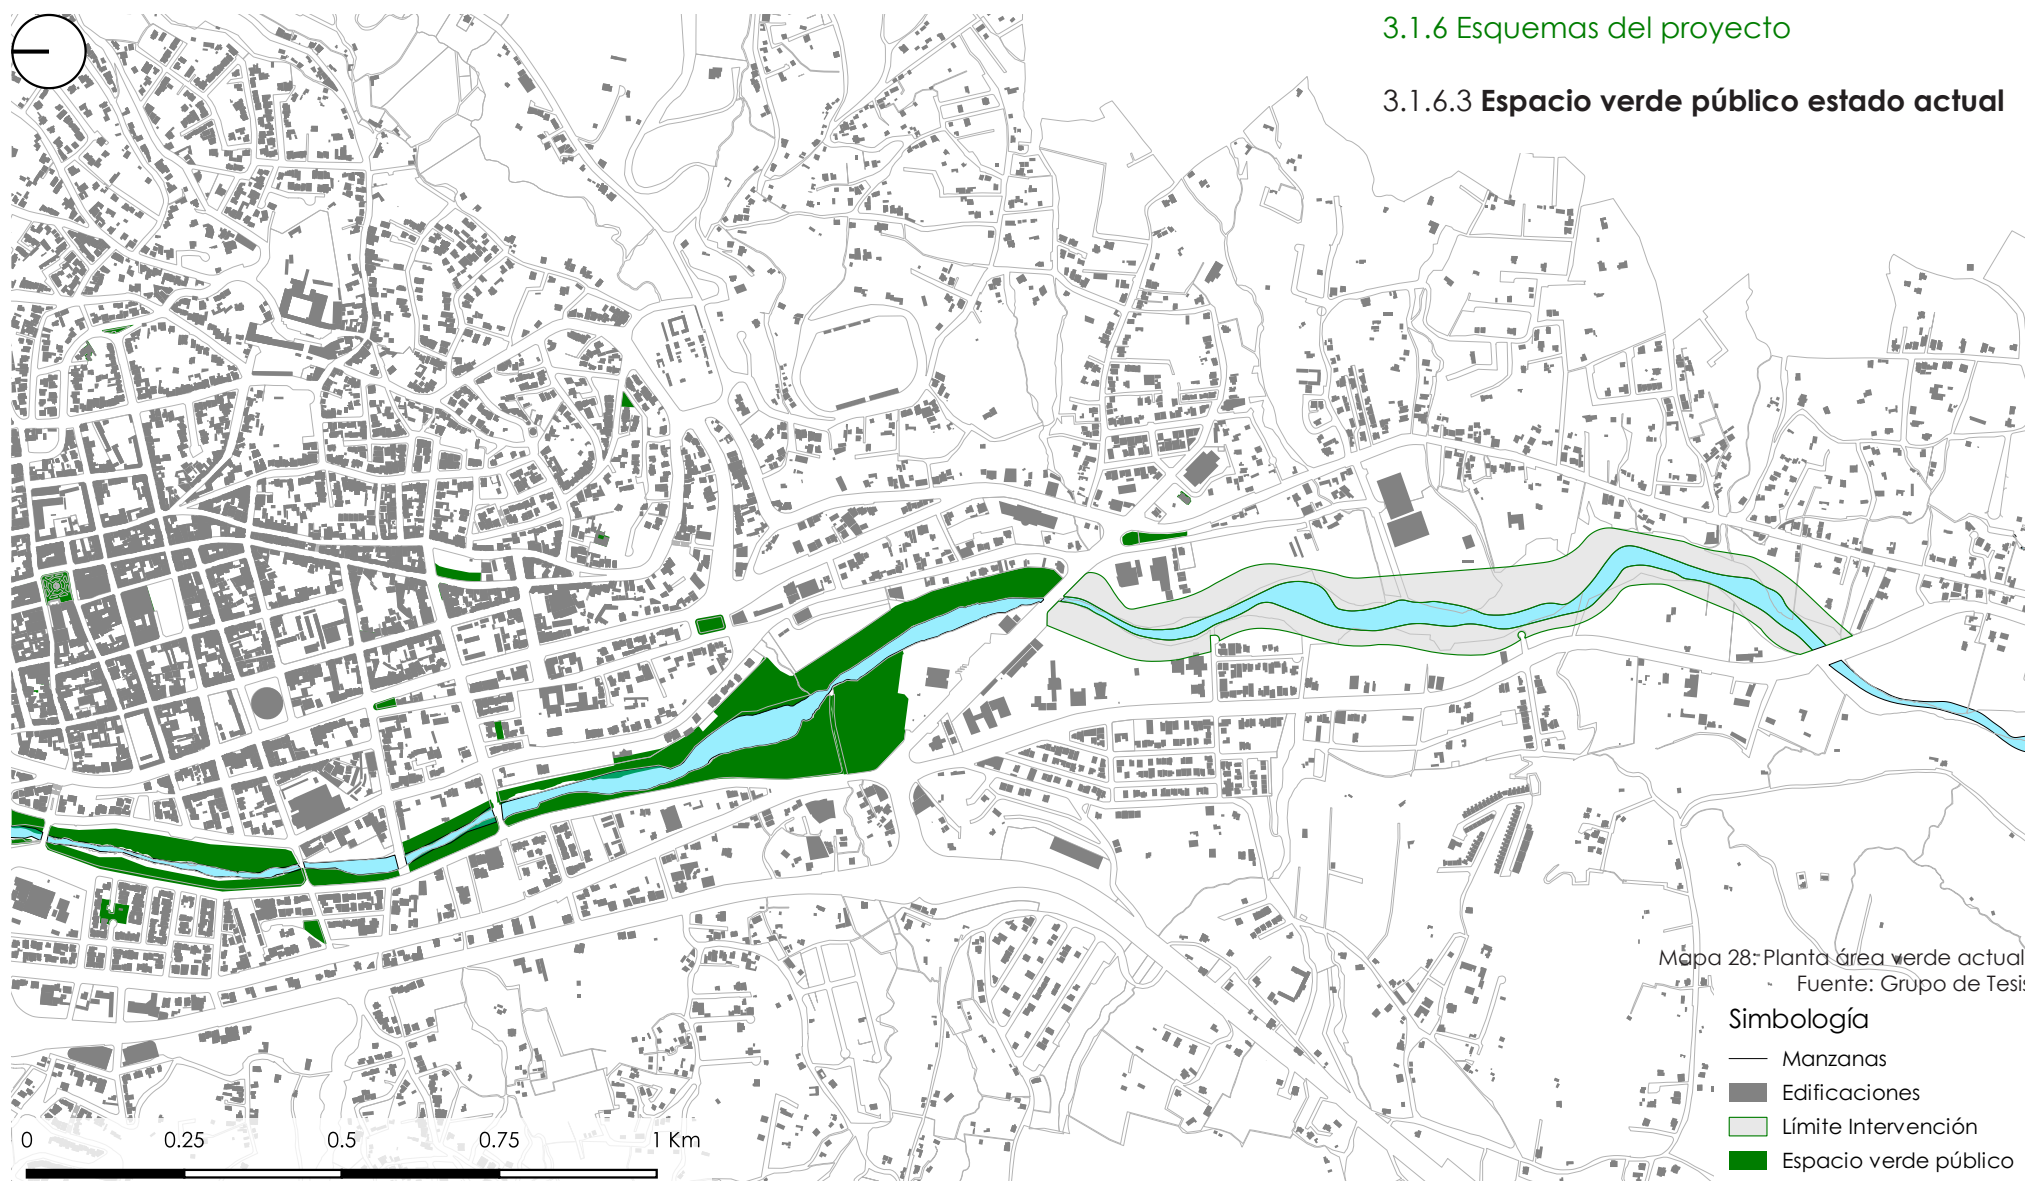 3.1.6 Esquemas del proyecto
3.1.6.3 Espacio verde público estado actual
Mapa 28: Planta área verde actual
Fuente: Grupo de Tesis
Simbología
Manzanas
Edificaciones
Límite Intervención
Espacio verde público
0 0.25 0.5 0.75 1 Km